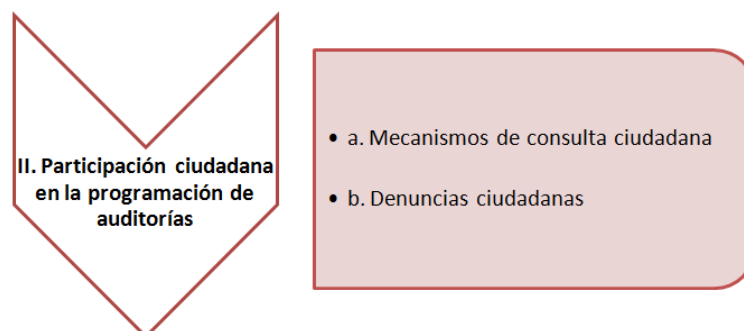 II. Participación ciudadana
en la programación de
auditorías
• a. Mecanismos de consulta ciudadana
• b. Denuncias ciudadanas